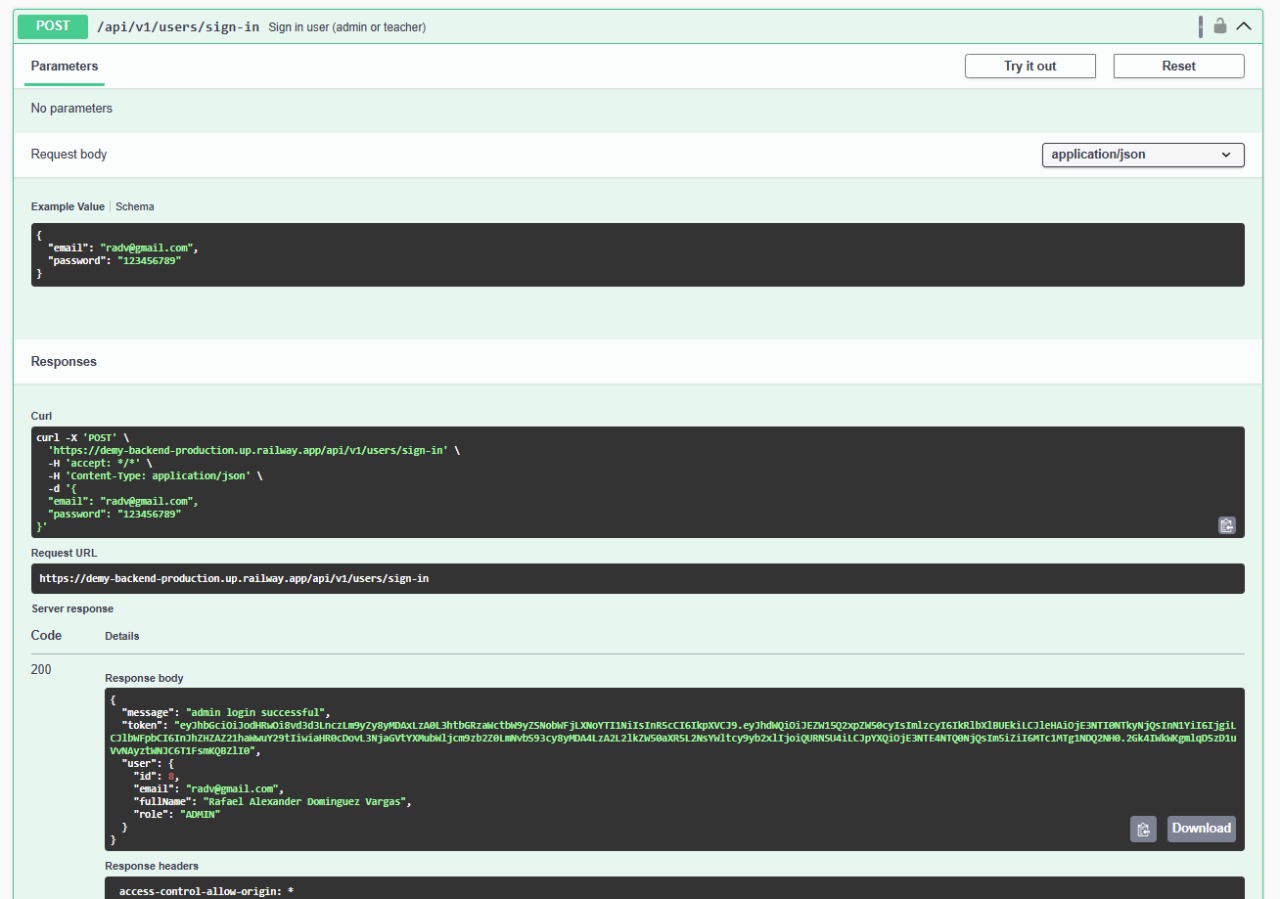 POST /api/v1/users/sign-in Sign in user (admin or teacher)
Parameters
Try it out
Reset
No parameters
Request body
application/json
Example Value | Schema
{
"email": "radv@gmail.com",
"password": "123456789"
}
Responses
Curl
curl -X 'POST' \
'https://demy-backend-production.up.railway.app/api/v1/users/sign-in' \
-H 'accept: */*' \
-H 'Content-Type: application/json' \
-d '{
"email": "radv@gmail.com",
"password": "123456789"
}'
Request URL
https://demy-backend-production.up.railway.app/api/v1/users/sign-in
Server response
Code Details
200
Response body
{
"message": "admin login successful",
"token":
"user": {
"id": 8,
"email": "radv@gmail.com",
"fullName": "Rafael Alexander Dominguez Vargas",
"role": "ADMIN"
}
}
Download
Response headers
access-control-allow-origin: *